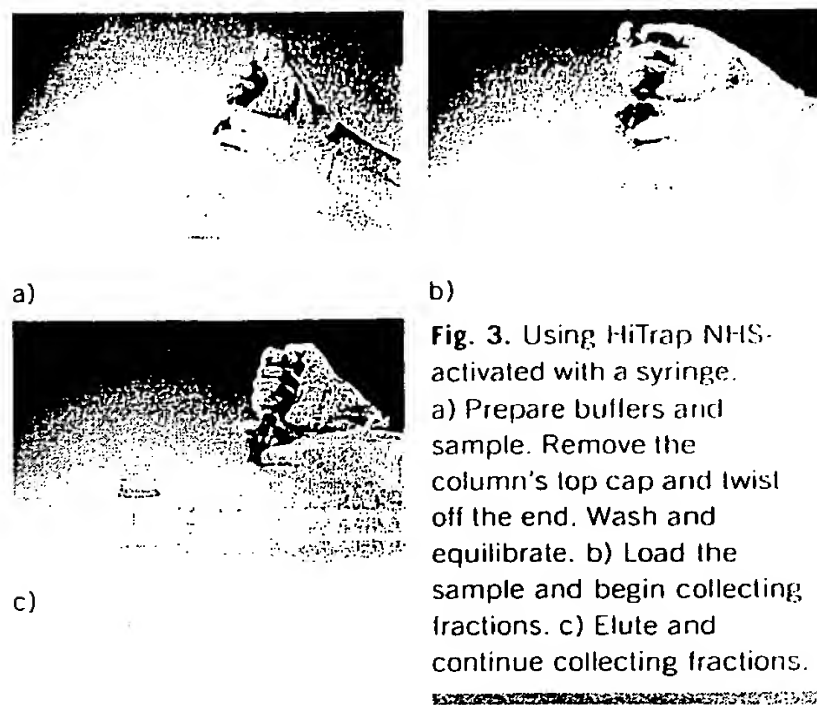 a)
b)
c)
Fig. 3. Using HiTrap NHS-
activated with a syringe.
a) Prepare buffers and
sample. Remove the
column's top cap and twist
off the end. Wash and
equilibrate. b) Load the
sample and begin collecting
fractions. c) Elute and
continue collecting fractions.